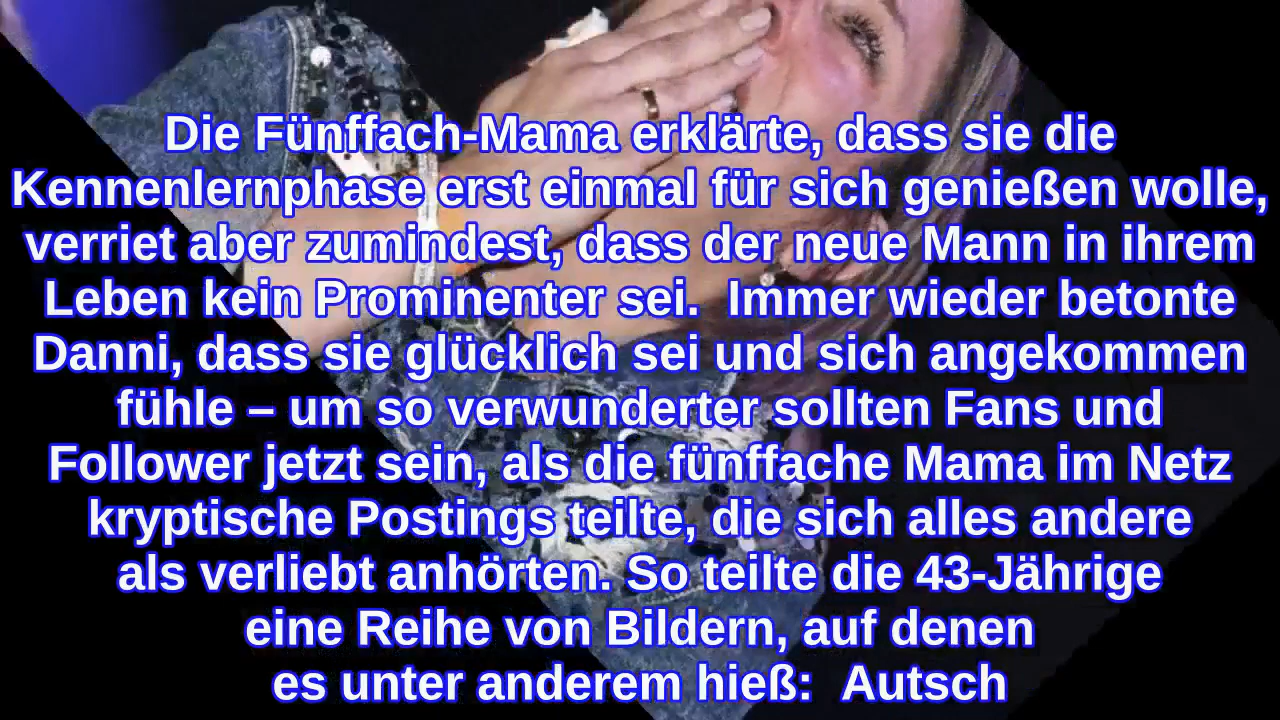 Die Fünffach-Mama erklärte, dass sie die
Kennenlernphase erst einmal für sich genießen wolle,
verriet aber zumindest, dass der neue Mann in ihrem
Leben kein Prominenter sei.  Immer wieder betonte
Danni, dass sie glücklich sei und sich angekommen
fühle – um so verwunderter sollten Fans und
Follower jetzt sein, als die fünffache Mama im Netz
kryptische Postings teilte, die sich alles andere
als verliebt anhörten. So teilte die 43-Jährige
eine Reihe von Bildern, auf denen
es unter anderem hieß:  Autsch